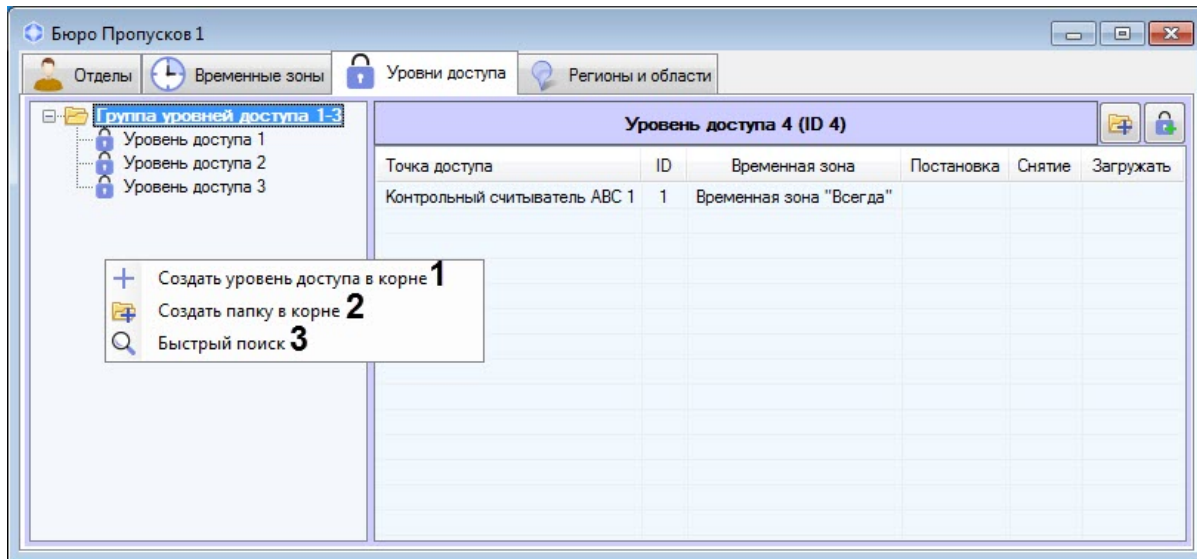 Бюро Пропусков 1
Отделы Временные зоны Уровни доступа Регионы и области
Группа уровней доступа 1-3
Уровень доступа 1
Уровень доступа 2
Уровень доступа 3
Уровень доступа 4 (ID 4)
Точка доступа ID Временная зона Постановка Снятие Загружать
Контрольный считыватель ABC 1 1 Временная зона "Всегда"
Создать уровень доступа в корне 1
Создать папку в корне 2
Быстрый поиск 3